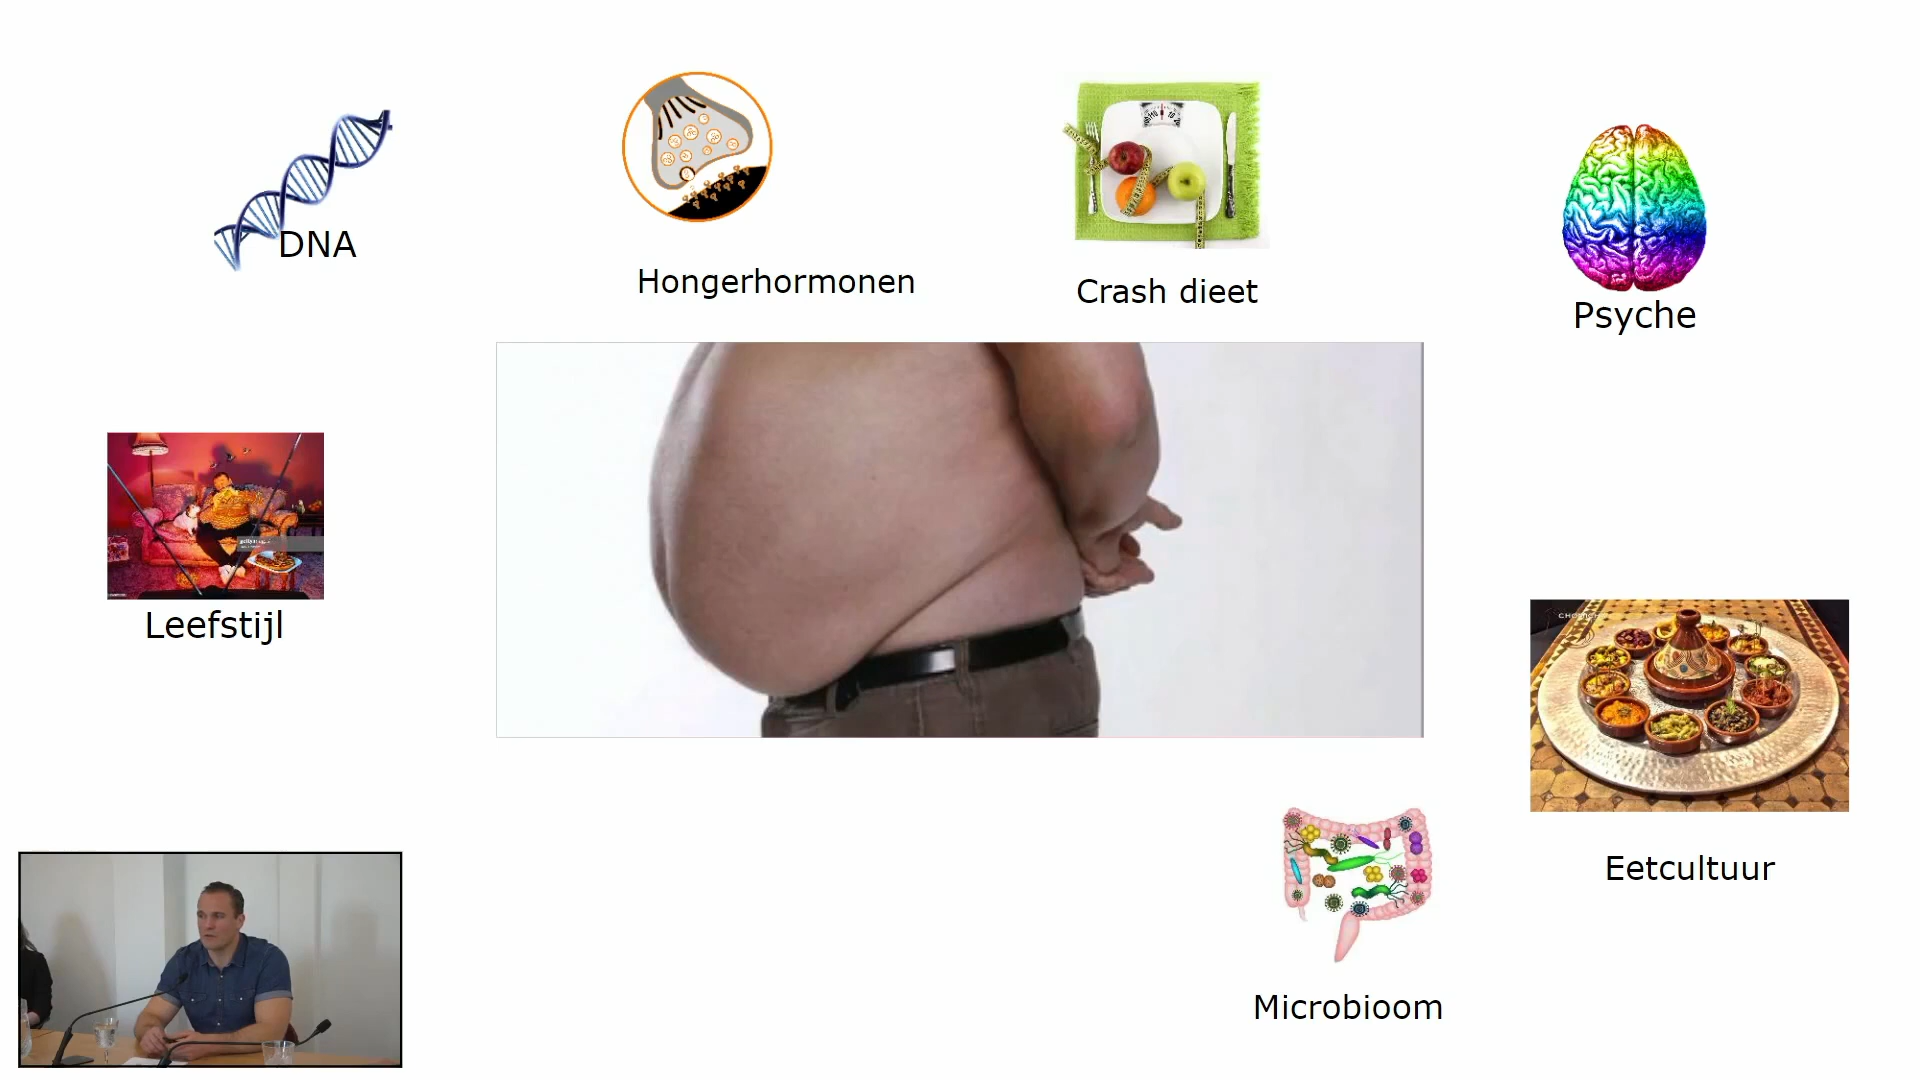 DNA
Hongerhormonen
Crash dieet
Psyche
Leefstijl
Eetcultuur
Microbioom